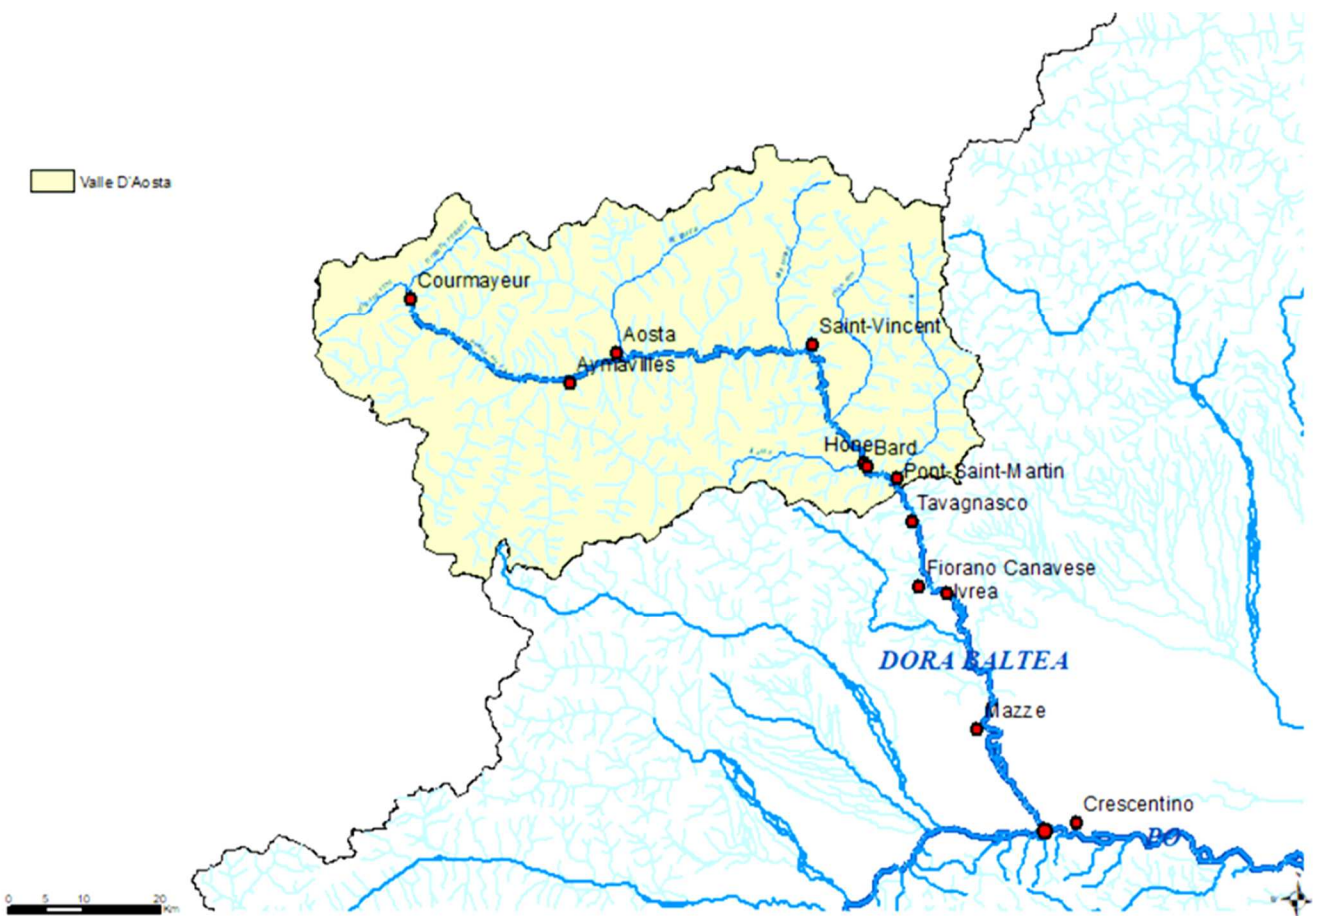 Valle D'Aosta
Courmayeur
Aosta
Saint-Vincent
Aymavilles
Hone Bard
Pont-Saint-Martin
Tavagnasco
Fiorano Canavese
Ivrea
DORA BALTEA
Mazze
Crescentino
PO
0 5 10 20
Km